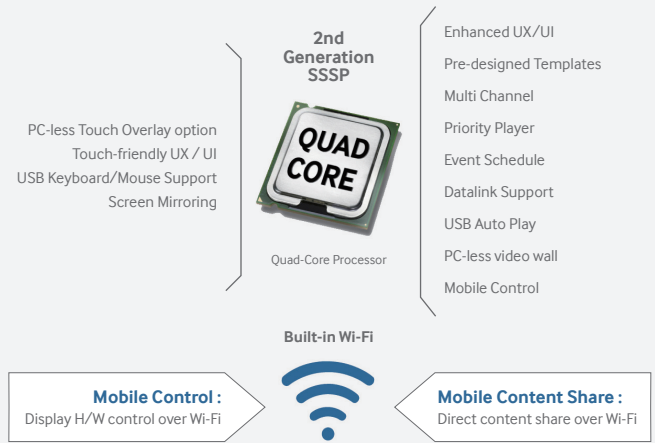 2nd
Generation
SSSP
PC-less Touch Overlay option
Touch-friendly UX / UI
USB Keyboard/Mouse Support
Screen Mirroring
QUAD
CORE
Quad-Core Processor
Enhanced UX/UI
Pre-designed Templates
Multi Channel
Priority Player
Event Schedule
Datalink Support
USB Auto Play
PC-less video wall
Mobile Control
Built-in Wi-Fi
Mobile Control :
Display H/W control over Wi-Fi
Mobile Content Share :
Direct content share over Wi-Fi